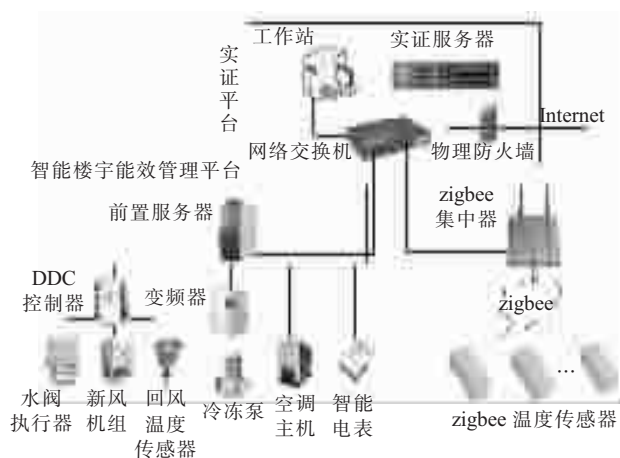 工作站
实证服务器
实证平台
Internet
网络交换机
物理防火墙
智能楼宇能效管理平台
zigbee
集中器
前置服务器
DDC
控制器
变频器
zigbee
水阀
执行器
新风
机组
回风
温度
传感器
冷冻泵
空调
主机
智能
电表
…
zigbee 温度传感器